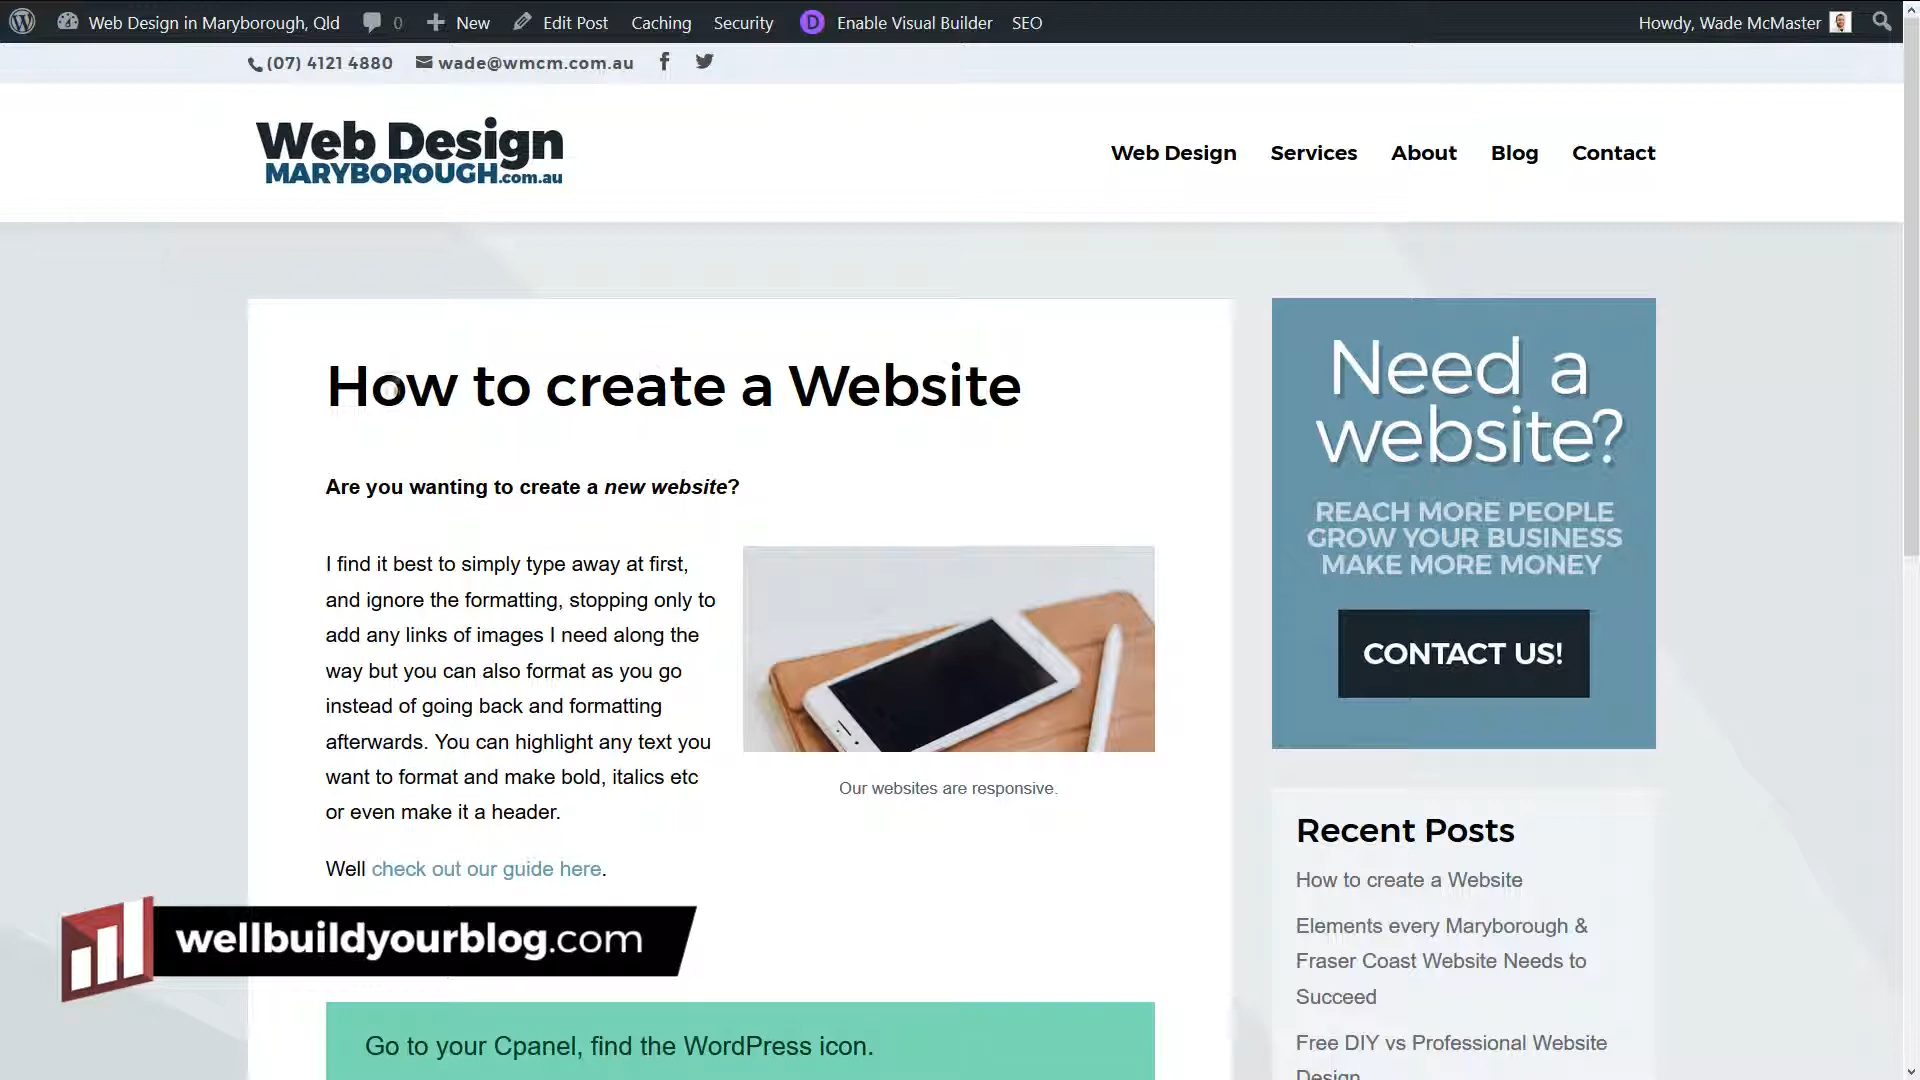 Web Design in Maryborough, Qld 0 New Edit Post Caching Security Enable Visual Builder SEO Howdy, Wade McMaster
(07) 4121 4880 wade@wmcm.com.au
Web Design
MARYBOROUGH.com.au
Web Design Services About Blog Contact
How to create a Website
Are you wanting to create a new website?
I find it best to simply type away at first,
and ignore the formatting, stopping only to
add any links of images I need along the
way but you can also format as you go
instead of going back and formatting
afterwards. You can highlight any text you
want to format and make bold, italics etc
or even make it a header.
Our websites are responsive.
Well check out our guide here.
wellbuildyourblog.com
Go to your Cpanel, find the WordPress icon.
Need a
website?
REACH MORE PEOPLE
GROW YOUR BUSINESS
MAKE MORE MONEY
CONTACT US!
Recent Posts
How to create a Website
Elements every Maryborough &
Fraser Coast Website Needs to
Succeed
Free DIY vs Professional Website
Design